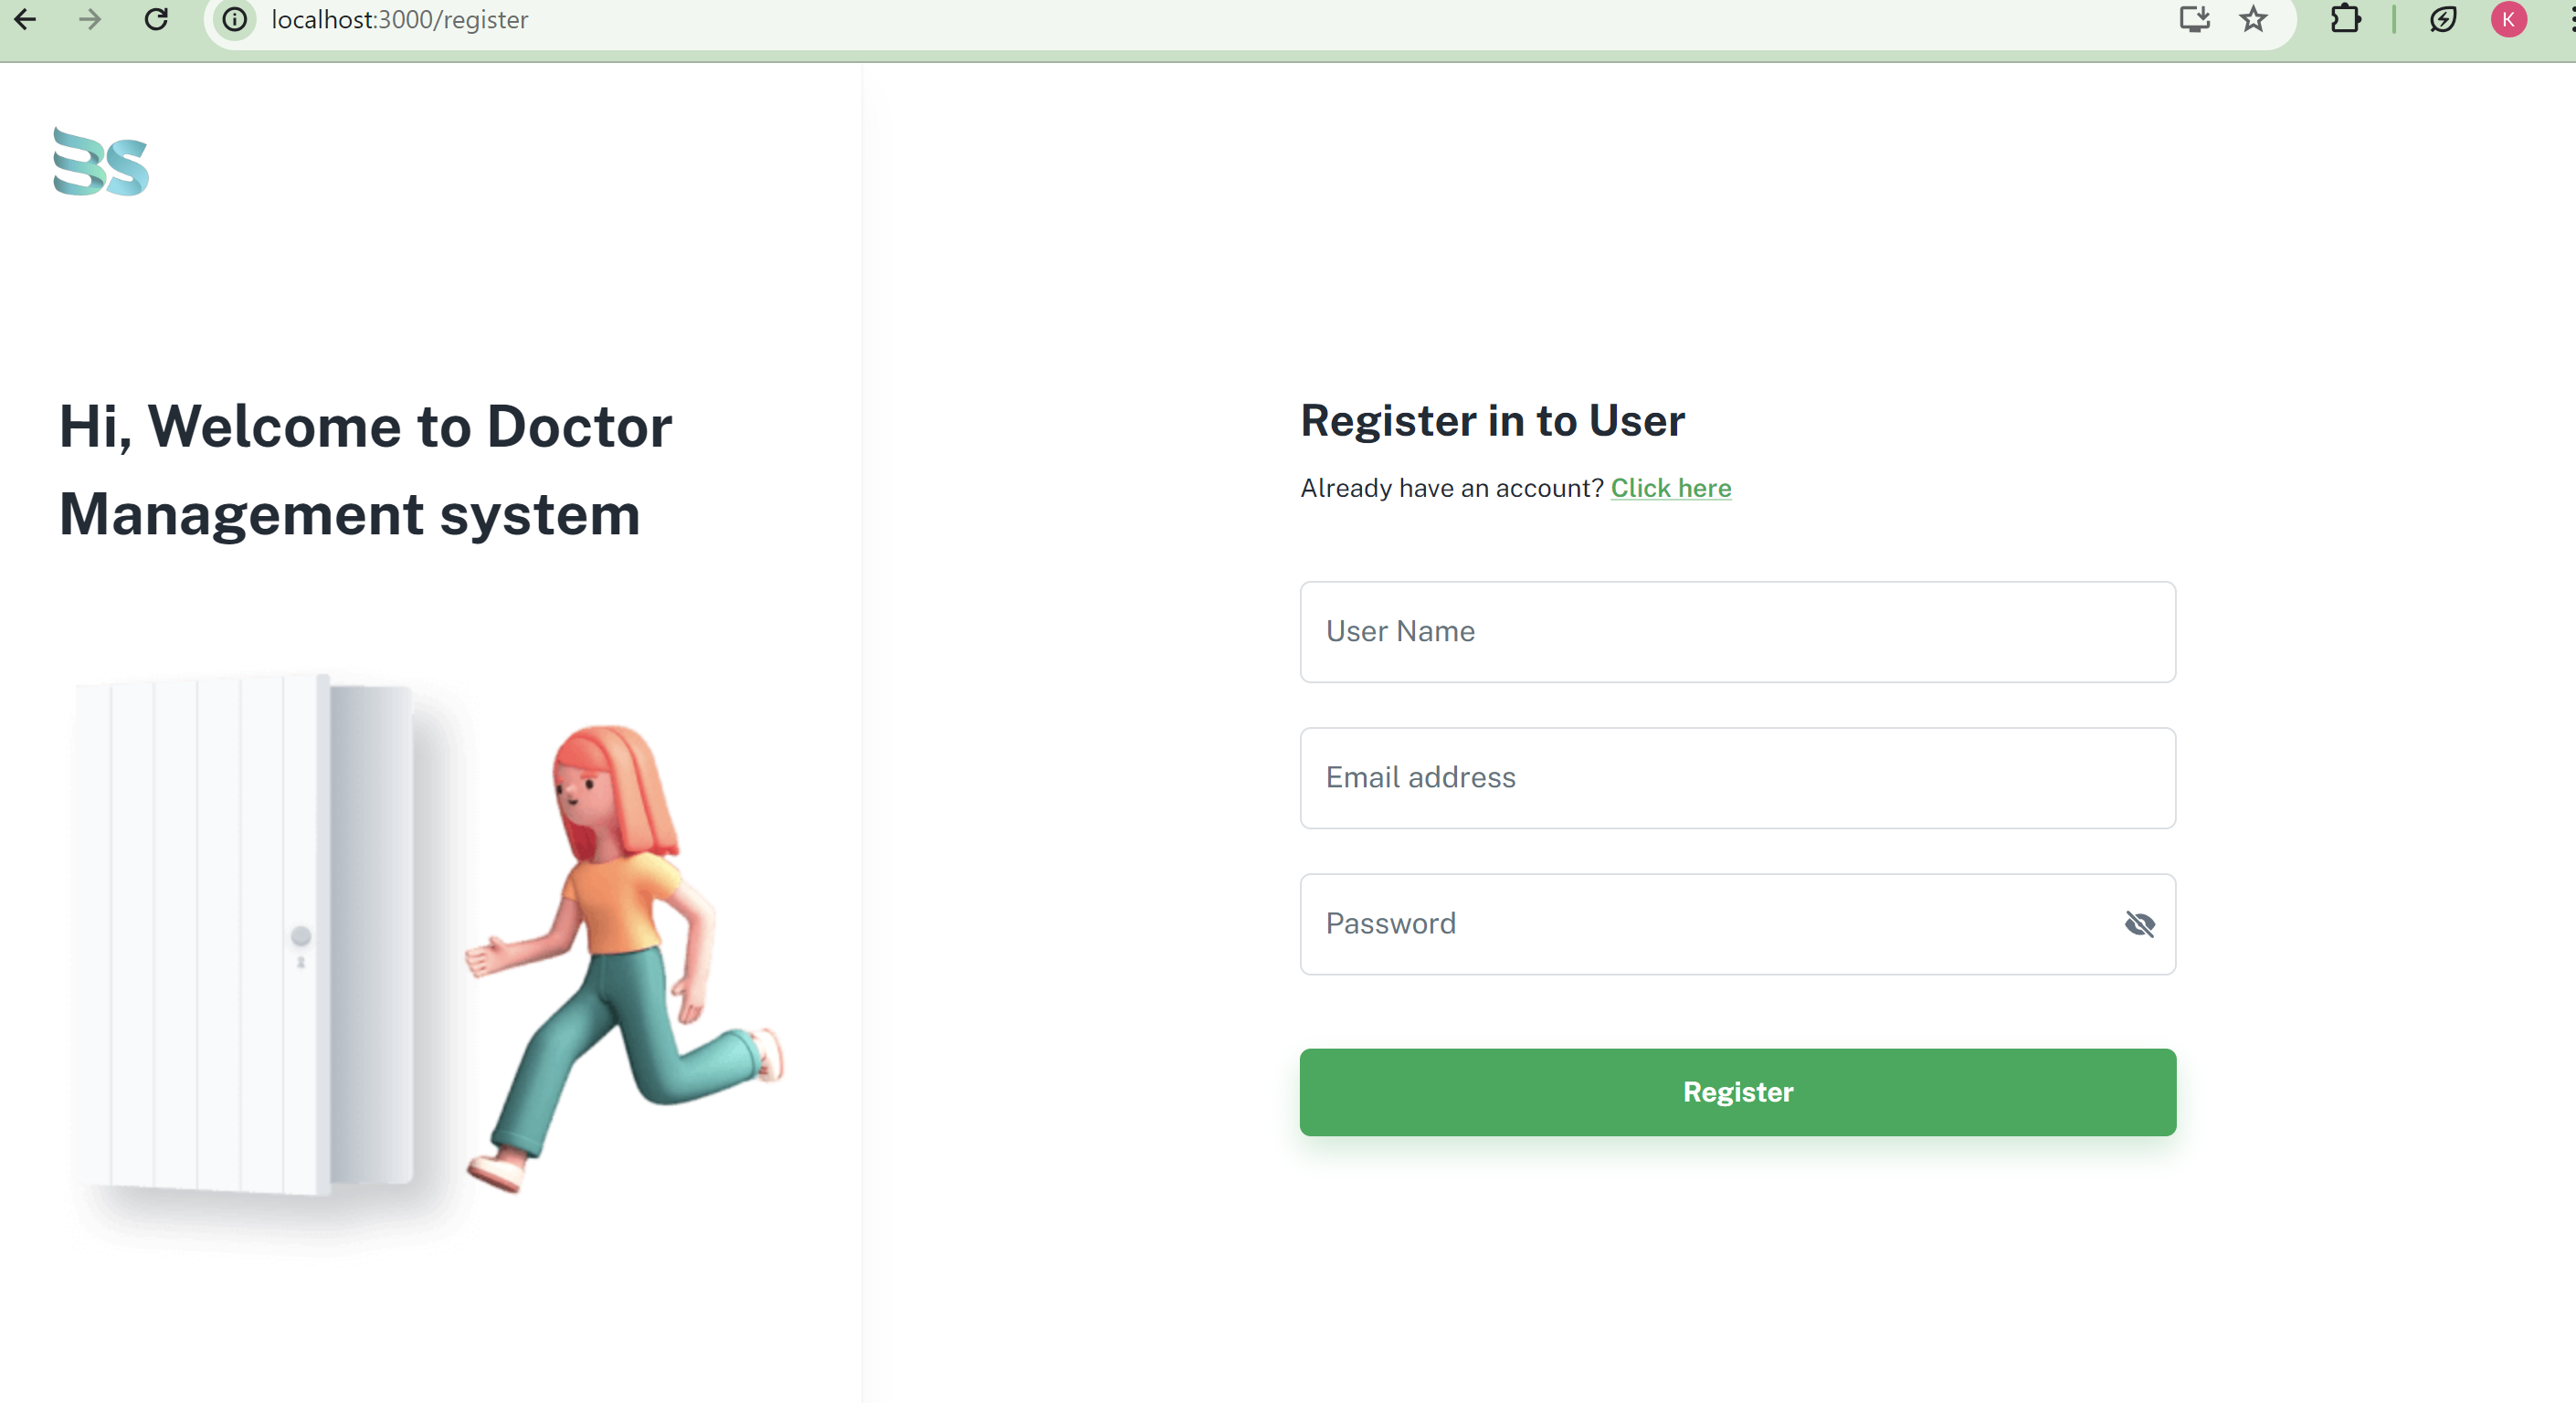 localhost:3000/register
K
BS
Hi, Welcome to Doctor
Management system
Register in to User
Already have an account? Click here
User Name
Email address
Password
Register